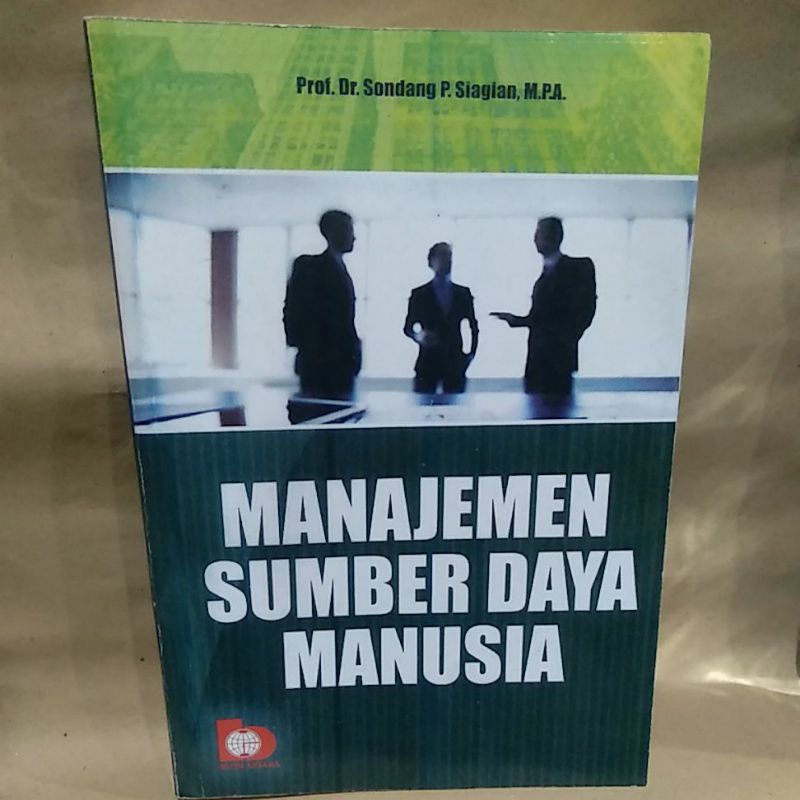 Prof. Dr. Sondang P. Siagian, M.P.A.
MANAJEMEN
SUMBER DAYA
MANUSIA